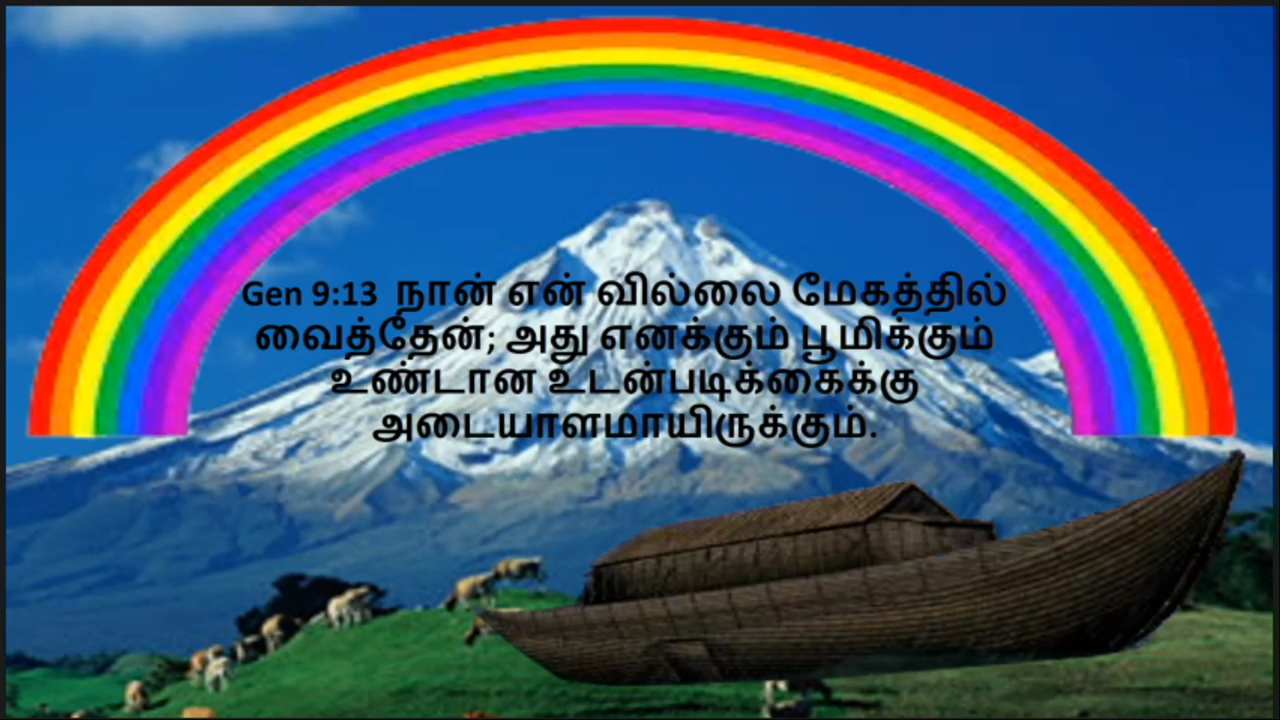 Gen 9:13 நான் என் வில்லை மேகத்தில்
வைத்தேன்; அது எனக்கும் பூமிக்கும்
உண்டான உடன்படிக்கைக்கு
அடையாளமாயிருக்கும்.